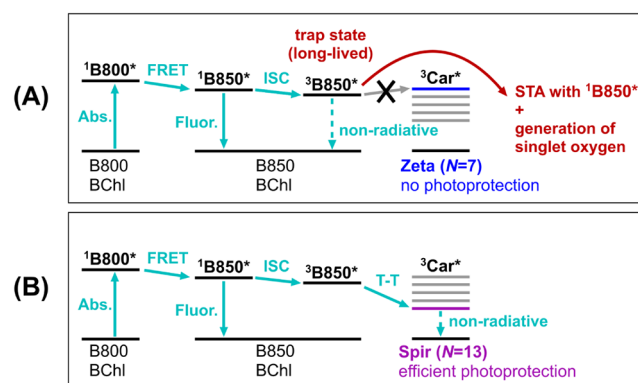 (A)
trap state
(long-lived)
¹B800*
FRET
¹B850*
ISC
³B850*
³Car*
STA with ¹B850*
+
generation of
singlet oxygen
Abs.
Fluor.
non-radiative
B800
BChl
B850
BChl
Zeta (N=7)
no photoprotection
(B)
¹B800*
FRET
¹B850*
ISC
³B850*
T-T
³Car*
Abs.
Fluor.
non-radiative
B800
BChl
B850
BChl
Spir (N=13)
efficient photoprotection